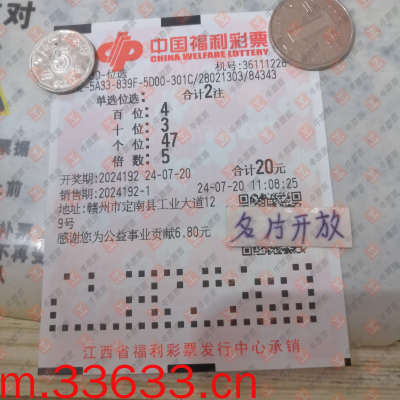 中国福利彩票
CHINA WELFARE LOTTERY
3D-位选
机号:36111226
-5A33-839F-5D00-301C/28021303/84343
单选位选: 合计2注
百位: 4
十位: 3
个位: 47
倍数: 5
开奖期:2024192 24-07-20 合计20元
销售期:2024192-1 24-07-20 11:08:25
地址:赣州市定南县工业大道12
9号
感谢您为公益事业贡献6.80元
名片开放
江西省福利彩票发行中心承销
m.33633.cn